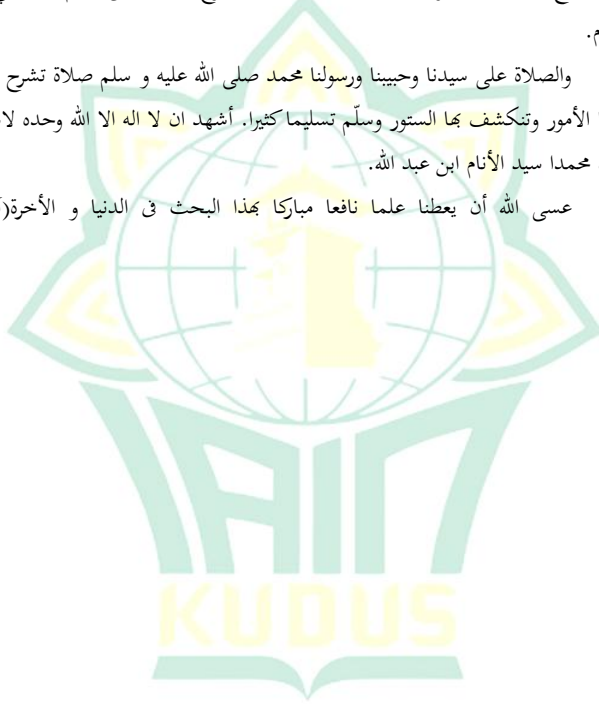 م.
والصلاة على سيدنا وحبيبنا ورسولنا محمد صلى الله عليه و سلم صلاة تشرح
الأمور وتنكشف بها الستور وسلّم تسليما كثيرا. أشهد ان لا اله الا الله وحده لا
محمدا سيد الأنام ابن عبد الله.
عسى الله أن يعطنا علما نافعا مباركا بهذا البحث فى الدنيا و الأخرة(
IAIN
KUDUS